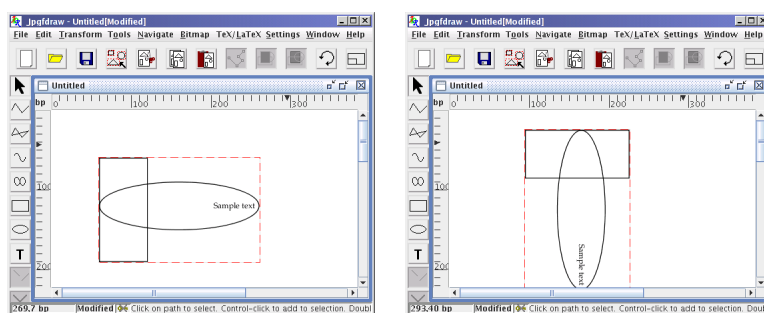 Jpgfdraw - Untitled[Modified]
File Edit Transform Tools Navigate Bitmap TeX/LaTeX Settings Window Help
Untitled
bp 0 100 200 300
100
Sample text
T
200
269,7 bp Modified Click on path to select. Control-click to add to selection. Doubl
Jpgfdraw - Untitled[Modified]
File Edit Transform Tools Navigate Bitmap TeX/LaTeX Settings Window Help
Untitled
bp 0 100 200 300
100
Sample text
T
200
293,40 bp Modified Click on path to select. Control-click to add to selection. Doubl